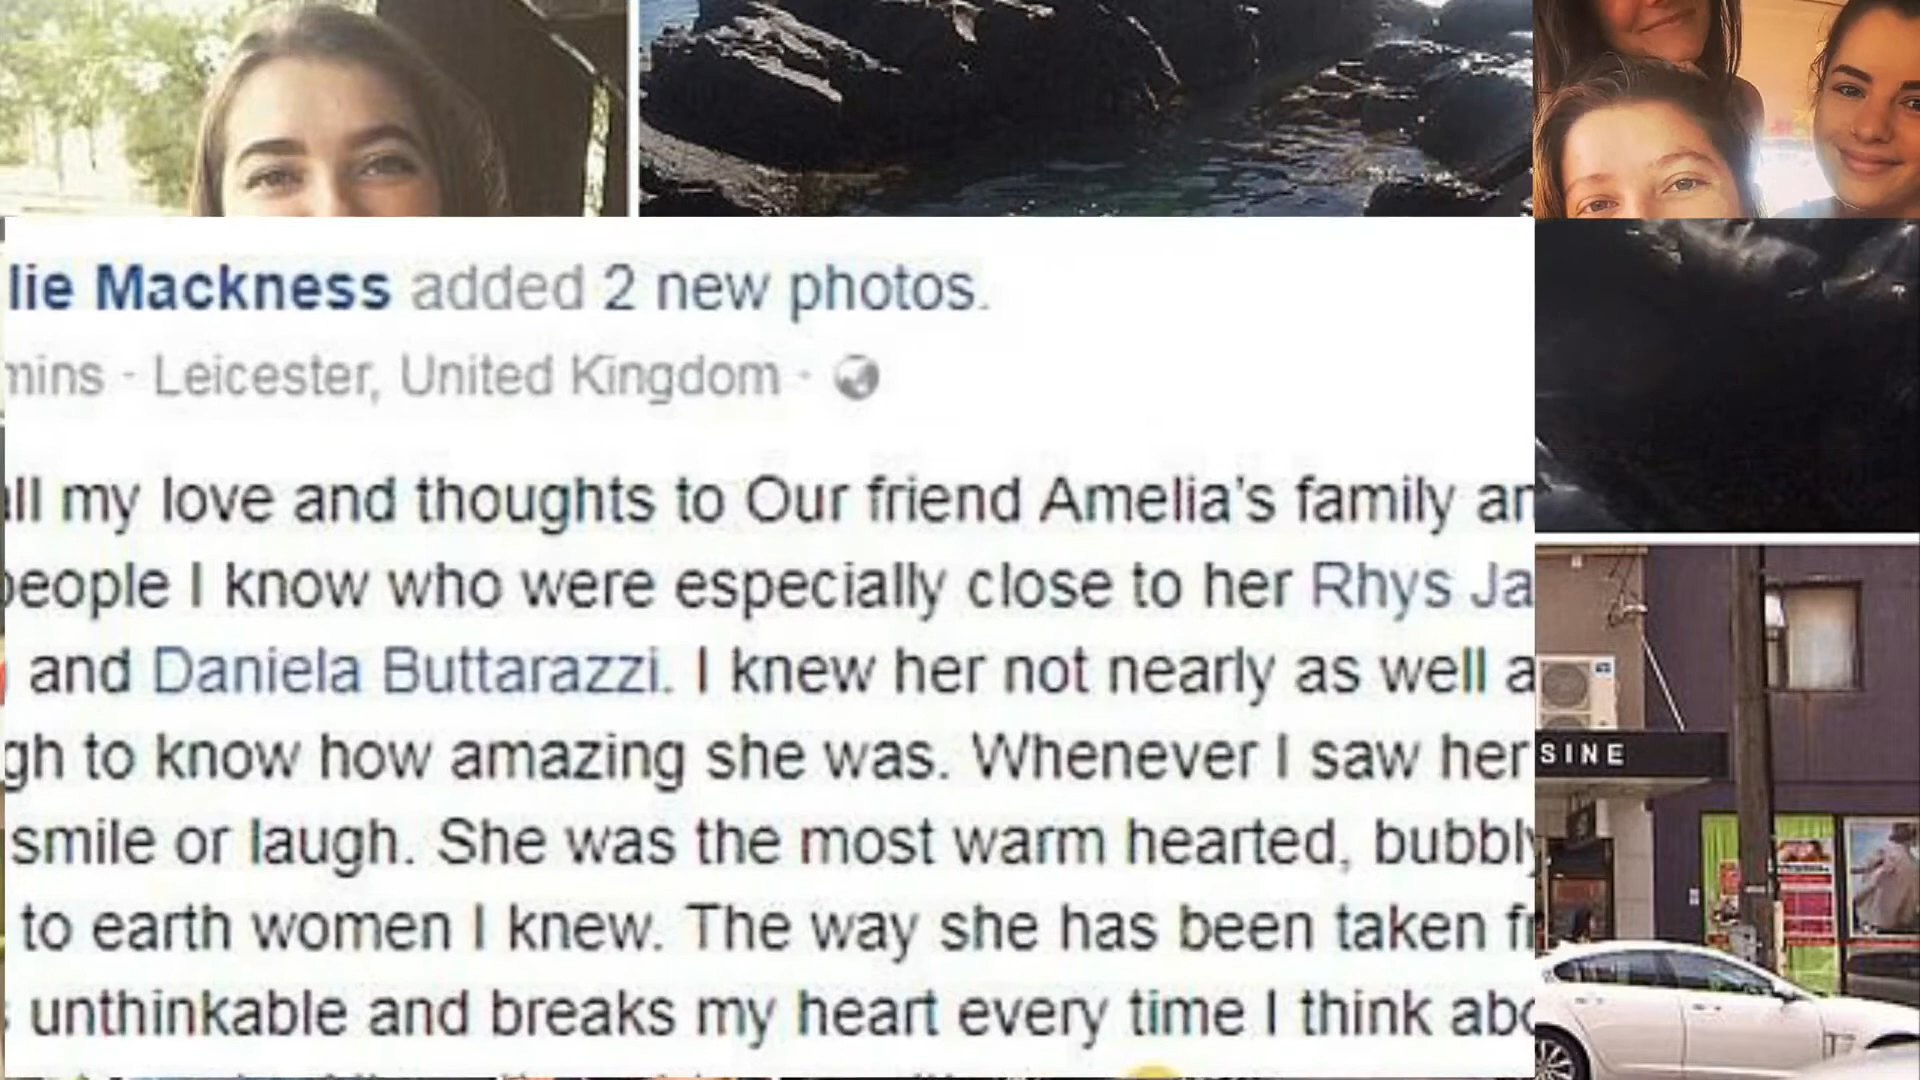 lie Mackness added 2 new photos.
mins · Leicester, United Kingdom ·
all my love and thoughts to Our friend Amelia's family an
people I know who were especially close to her Rhys Ja
and Daniela Buttarazzi. I knew her not nearly as well a
gh to know how amazing she was. Whenever I saw her
smile or laugh. She was the most warm hearted, bubbly
to earth women I knew. The way she has been taken fr
unthinkable and breaks my heart every time I think abo
SINE